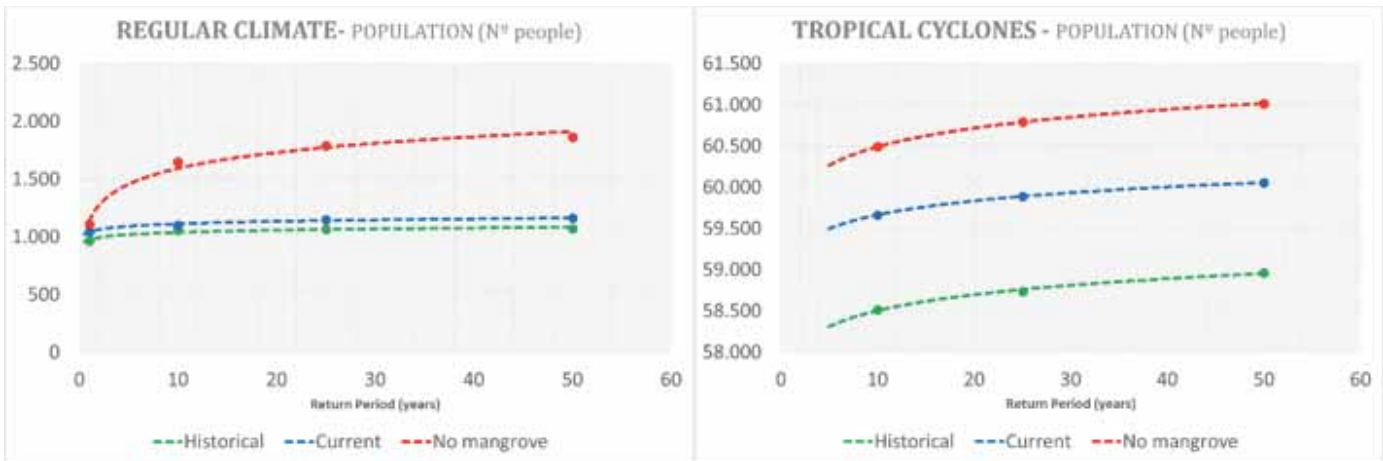 REGULAR CLIMATE- POPULATION (Nº people)
2.500
2.000
1.500
1.000
500
0
0 10 20 30 40 50 60
Return Period (years)
Historical Current No mangrove
TROPICAL CYCLONES - POPULATION (Nº people)
61.500
61.000
60.500
60.000
59.500
59.000
58.500
58.000
0 10 20 30 40 50 60
Return Period (years)
Historical Current No mangrove